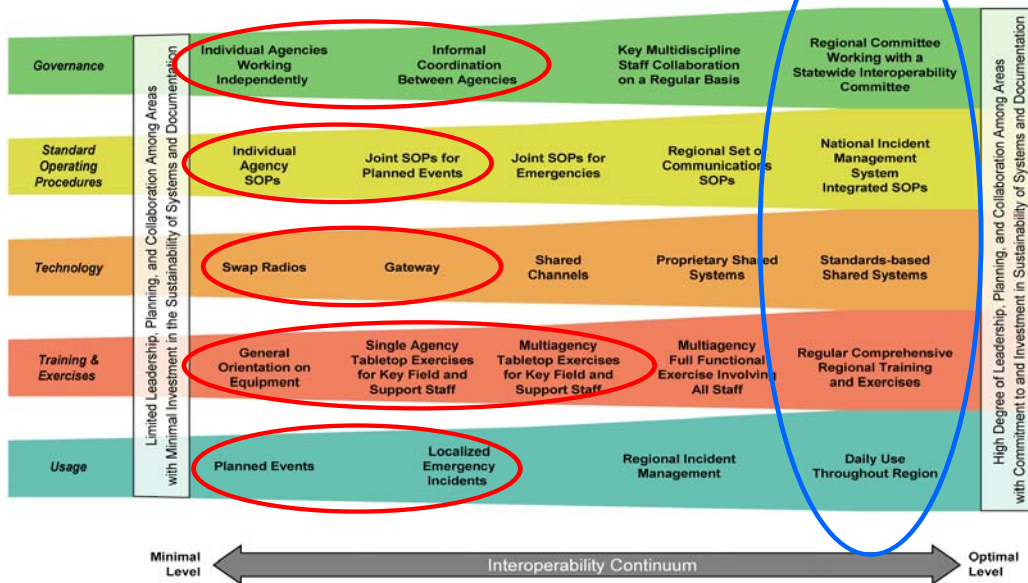 Limited Leadership, Planning, and Collaboration Among Areas
with Minimal Investment in the Sustainability of Systems and Documentation
Governance
Individual Agencies
Working
Independently
Informal
Coordination
Between Agencies
Key Multidiscipline
Staff Collaboration
on a Regular Basis
Regional Committee
Working with a
Statewide Interoperability
Committee
Standard
Operating
Procedures
Individual
Agency
SOPs
Joint SOPs for
Planned Events
Joint SOPs for
Emergencies
Regional Set of
Communications
SOPs
National Incident
Management
System
Integrated SOPs
Technology
Swap Radios
Gateway
Shared
Channels
Proprietary Shared
Systems
Standards-based
Shared Systems
Training &
Exercises
General
Orientation on
Equipment
Single Agency
Tabletop Exercises
for Key Field and
Support Staff
Multiagency
Tabletop Exercises
for Key Field and
Support Staff
Multiagency
Full Functional
Exercise Involving
All Staff
Regular Comprehensive
Regional Training
and Exercises
Usage
Planned Events
Localized
Emergency
Incidents
Regional Incident
Management
Daily Use
Throughout Region
High Degree of Leadership, Planning, and Collaboration Among Areas
with Commitment to and Investment in Sustainability of Systems and Documentation
Minimal
Level
Interoperability Continuum
Optimal
Level